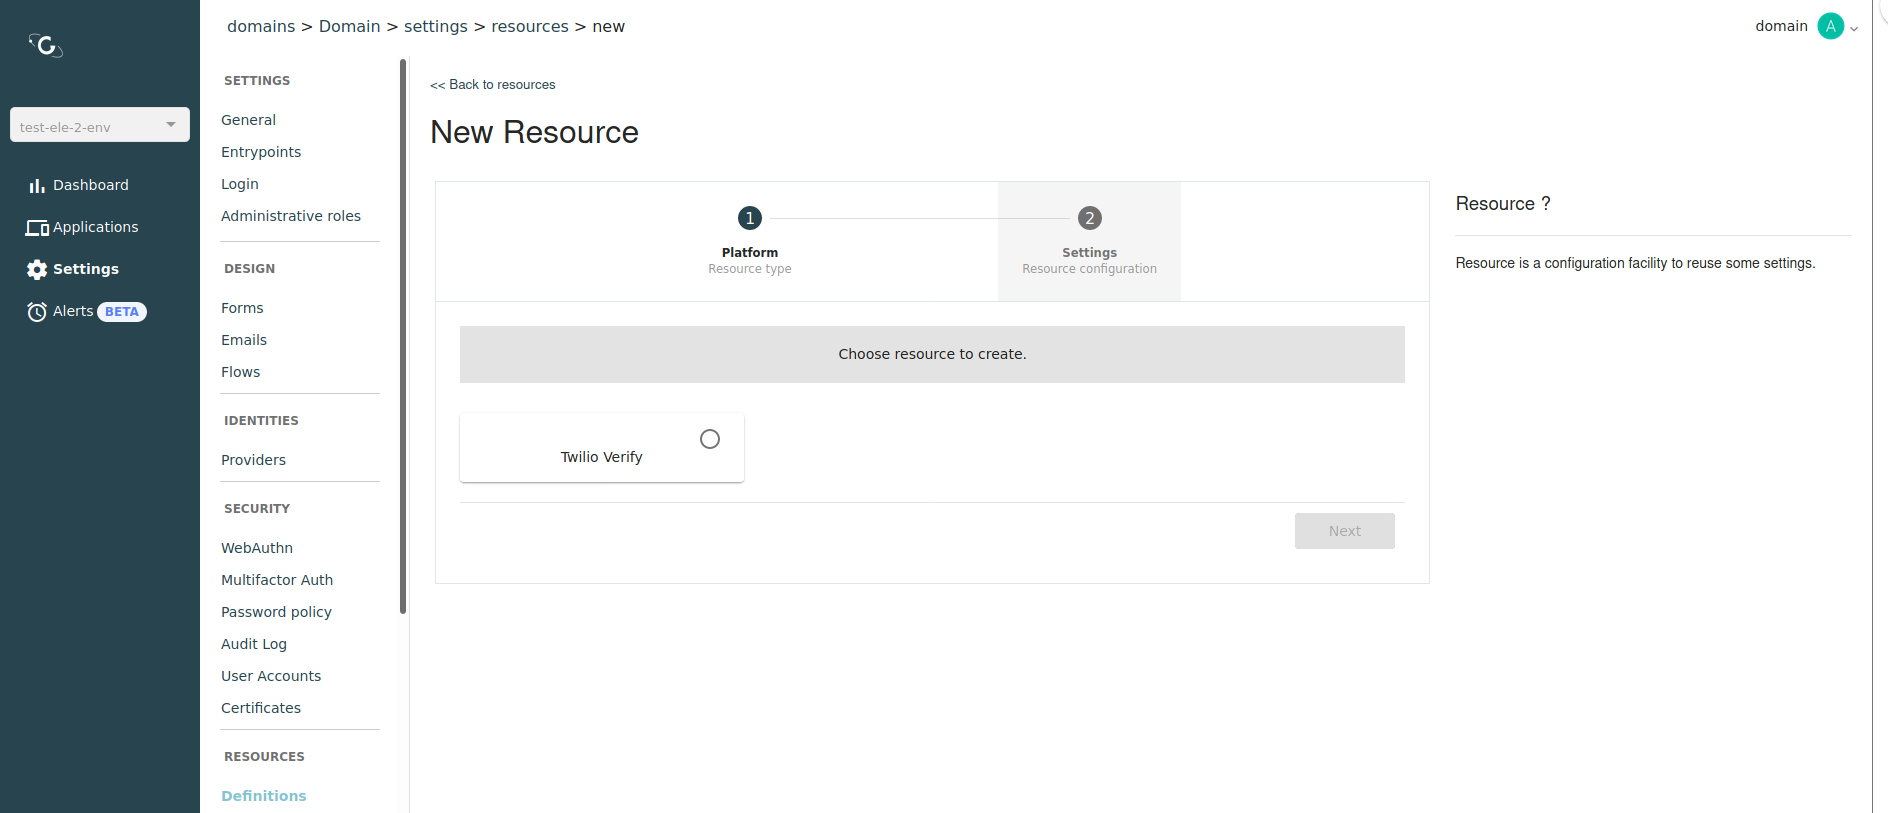 domains > Domain > settings > resources > new
domain
A
test-ele-2-env
Dashboard
Applications
Settings
Alerts BETA
SETTINGS
General
Entrypoints
Login
Administrative roles
DESIGN
Forms
Emails
Flows
IDENTITIES
Providers
SECURITY
WebAuthn
Multifactor Auth
Password policy
Audit Log
User Accounts
Certificates
RESOURCES
Definitions
<< Back to resources
New Resource
1
Platform
Resource type
2
Settings
Resource configuration
Choose resource to create.
Twilio Verify
Next
Resource ?
Resource is a configuration facility to reuse some settings.